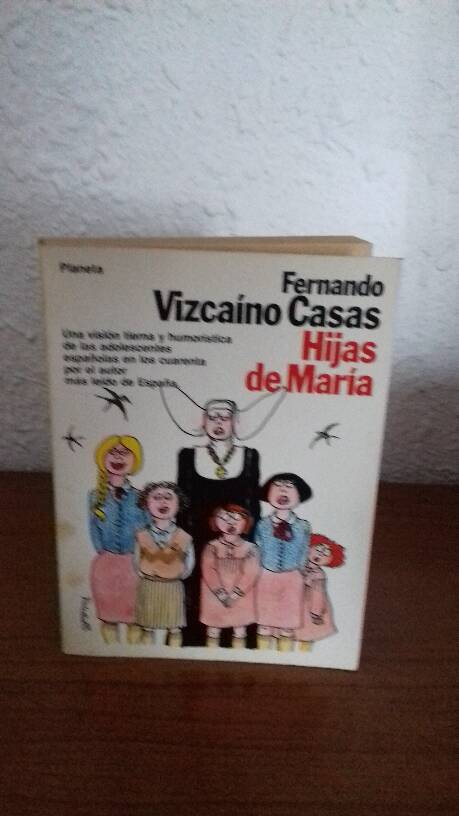 Planeta
Fernando
Vizcaíno Casas
Hijas
de María
Una visión tierna y humorística
de las adolescentes
españolas en los cuarenta
por el autor
más leído de España